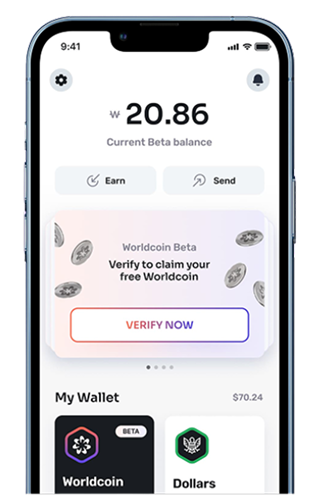 9:41
₩ 20.86
Current Beta balance
Earn
Send
Worldcoin Beta
Verify to claim your
free Worldcoin
VERIFY NOW
My Wallet
$70.24
BETA
Worldcoin
Dollars